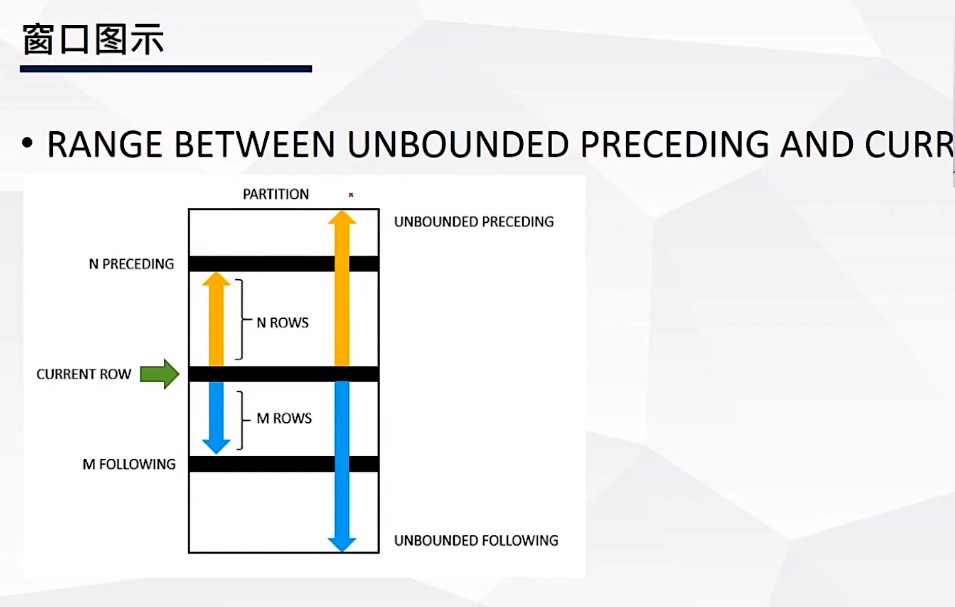 窗口图示
• RANGE BETWEEN UNBOUNDED PRECEDING AND CURR
PARTITION
UNBOUNDED PRECEDING
N PRECEDING
N ROWS
CURRENT ROW
M ROWS
M FOLLOWING
UNBOUNDED FOLLOWING